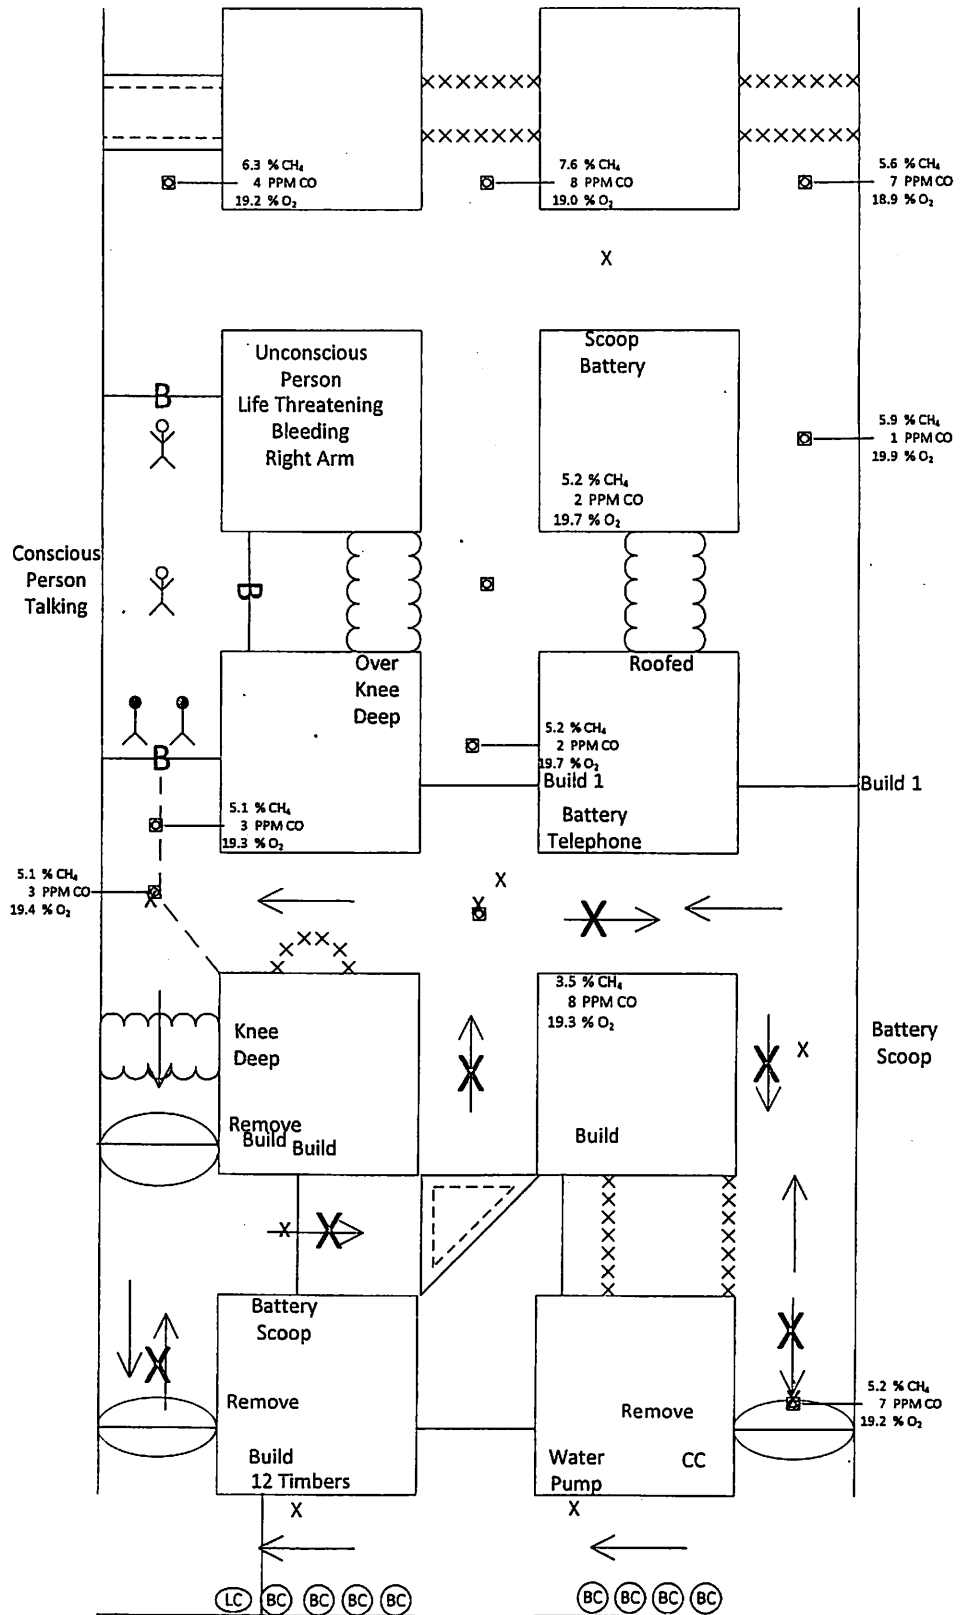 6.3 % CH₄
4 PPM CO
19.2 % O₂
7.6 % CH₄
8 PPM CO
19.0 % O₂
5.6 % CH₄
7 PPM CO
18.9 % O₂
X
Unconscious
Person
Life Threatening
Bleeding
Right Arm
Scoop
Battery
B
5.9 % CH₄
1 PPM CO
19.9 % O₂
5.2 % CH₄
2 PPM CO
19.7 % O₂
Conscious
Person
Talking
B
Over
Knee
Deep
Roofed
B
5.2 % CH₄
2 PPM CO
19.7 % O₂
Build 1
Build 1
Battery
Telephone
5.1 % CH₄
3 PPM CO
19.3 % O₂
5.1 % CH₄
3 PPM CO
19.4 % O₂
X
X
X
X
3.5 % CH₄
8 PPM CO
19.3 % O₂
Knee
Deep
X
X
X
Battery
Scoop
Remove
Build
Build
Build
X
X
Battery
Scoop
X
X
5.2 % CH₄
7 PPM CO
19.2 % O₂
Remove
Remove
Build
12 Timbers
Water
Pump
CC
X
X
LC
BC
BC
BC
BC
BC
BC
BC
BC